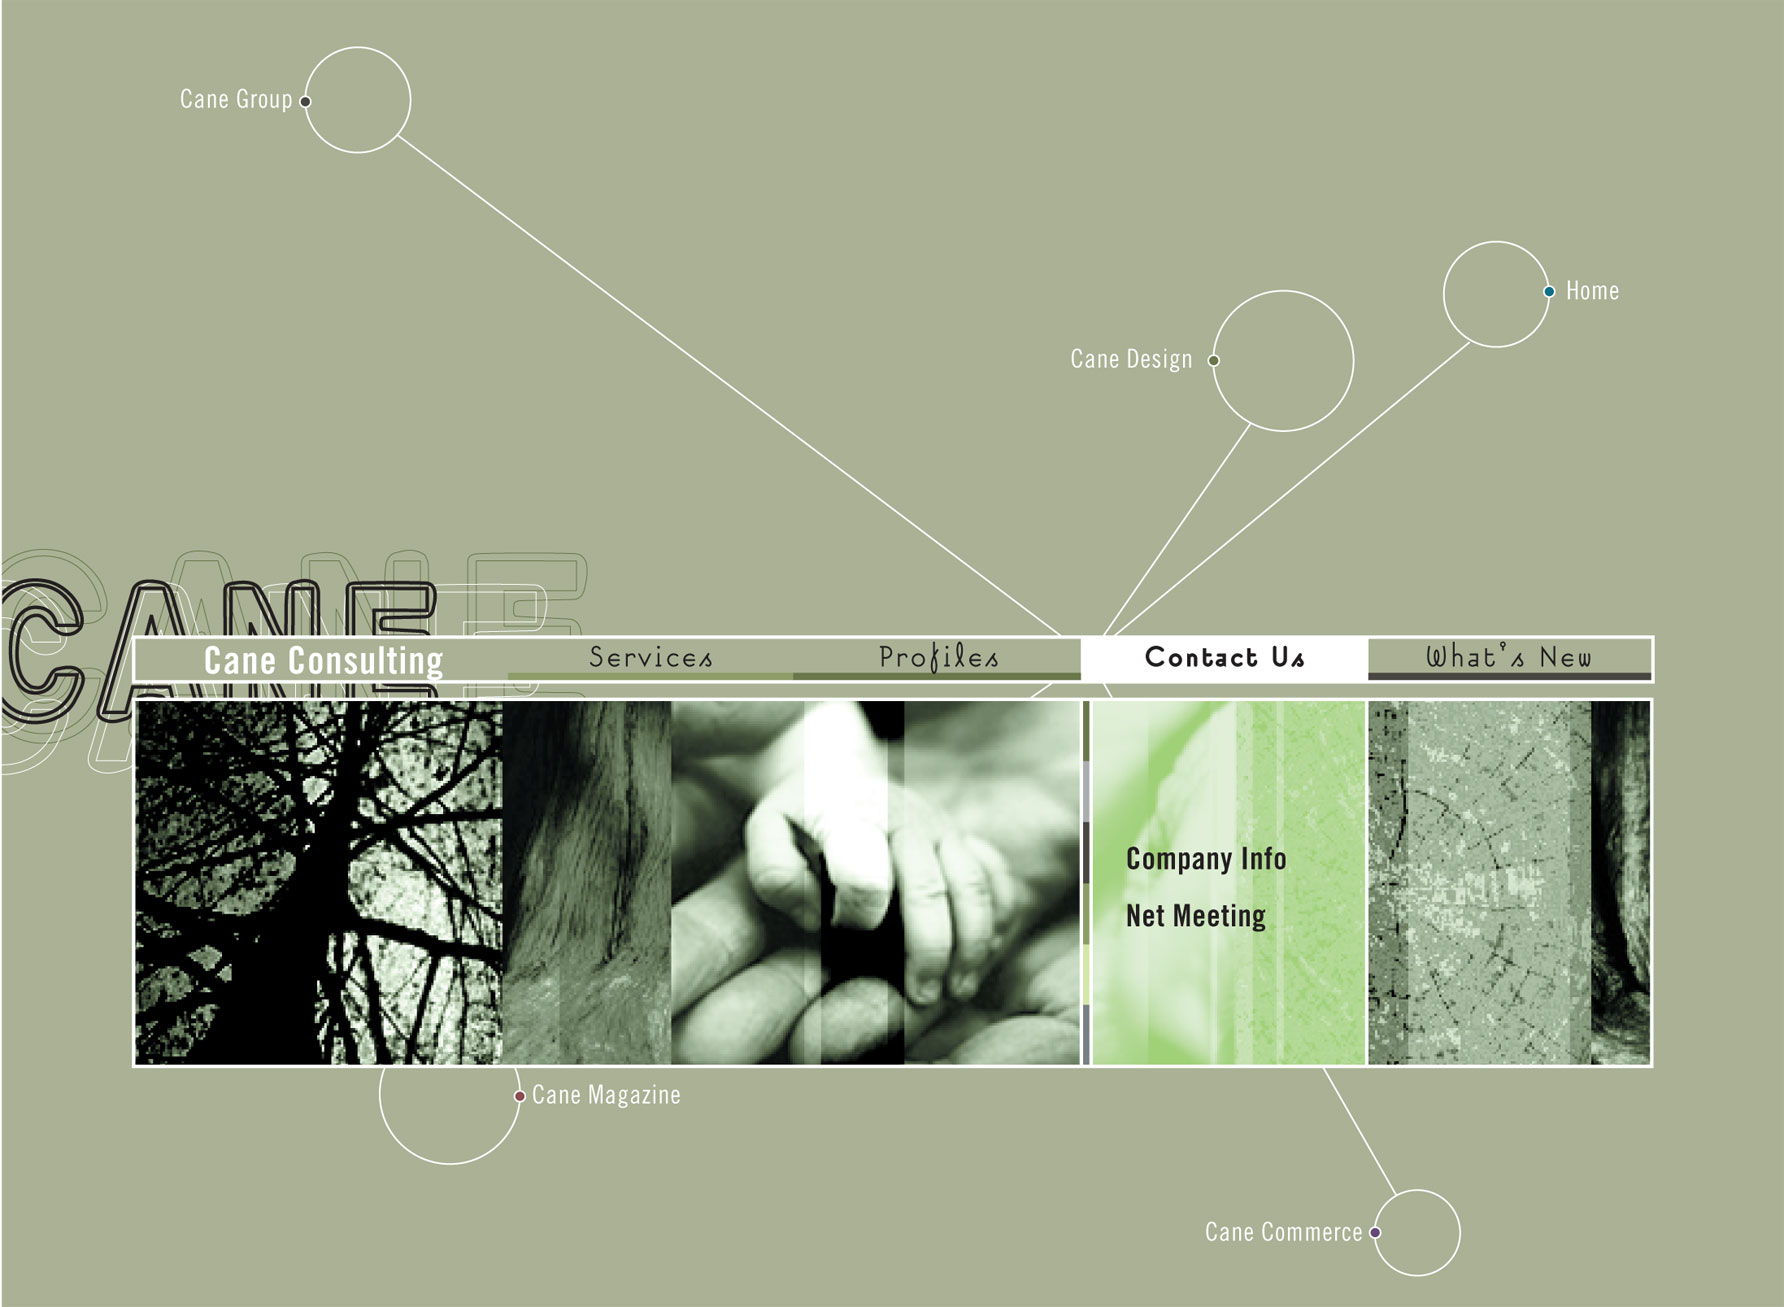 Cane Group
Home
Cane Design
CANE
Cane Consulting
Services
Profiles
Contact Us
What's New
Company Info
Net Meeting
Cane Magazine
Cane Commerce